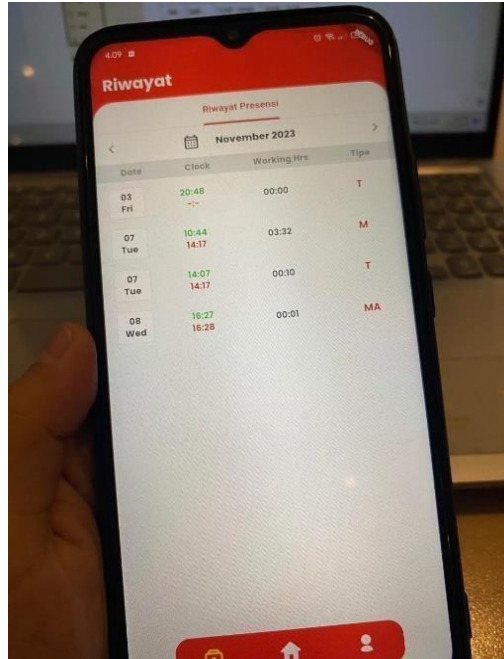 4.09
Riwayat
Riwayat Presensi
November 2023
Date Clock Working Hrs Tipe
03 Fri 20:48 -:- 00:00 T
07 Tue 10:44 14:17 03:32 M
07 Tue 14:07 14:17 00:10 T
08 Wed 16:27 16:28 00:01 MA